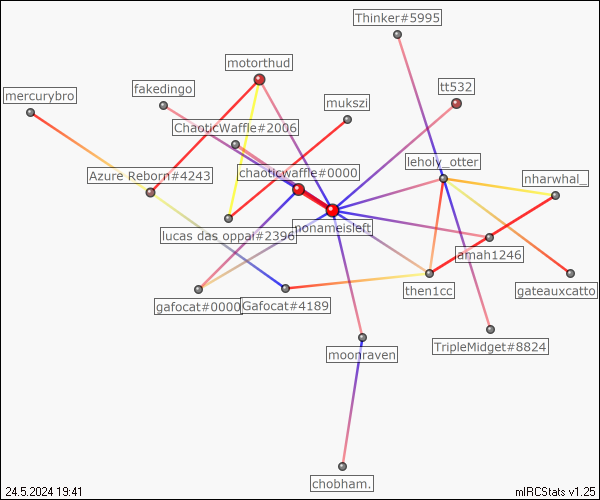 Thinker#5995
motorthud
fakedingo
tt532
mercurybro
mukszi
ChaoticWaffle#2006
leholy_otter
chaoticwaffle#0000
Azure Reborn#4243
nharwhal_
nonameisleft
lucas das oppai#2396
amah1246
gafocat#0000
Gafocat#4189
then1cc
gateauxcatto
moonraven
TripleMidget#8824
chobham.
24.5.2024 19:41
mIRCStats v1.25